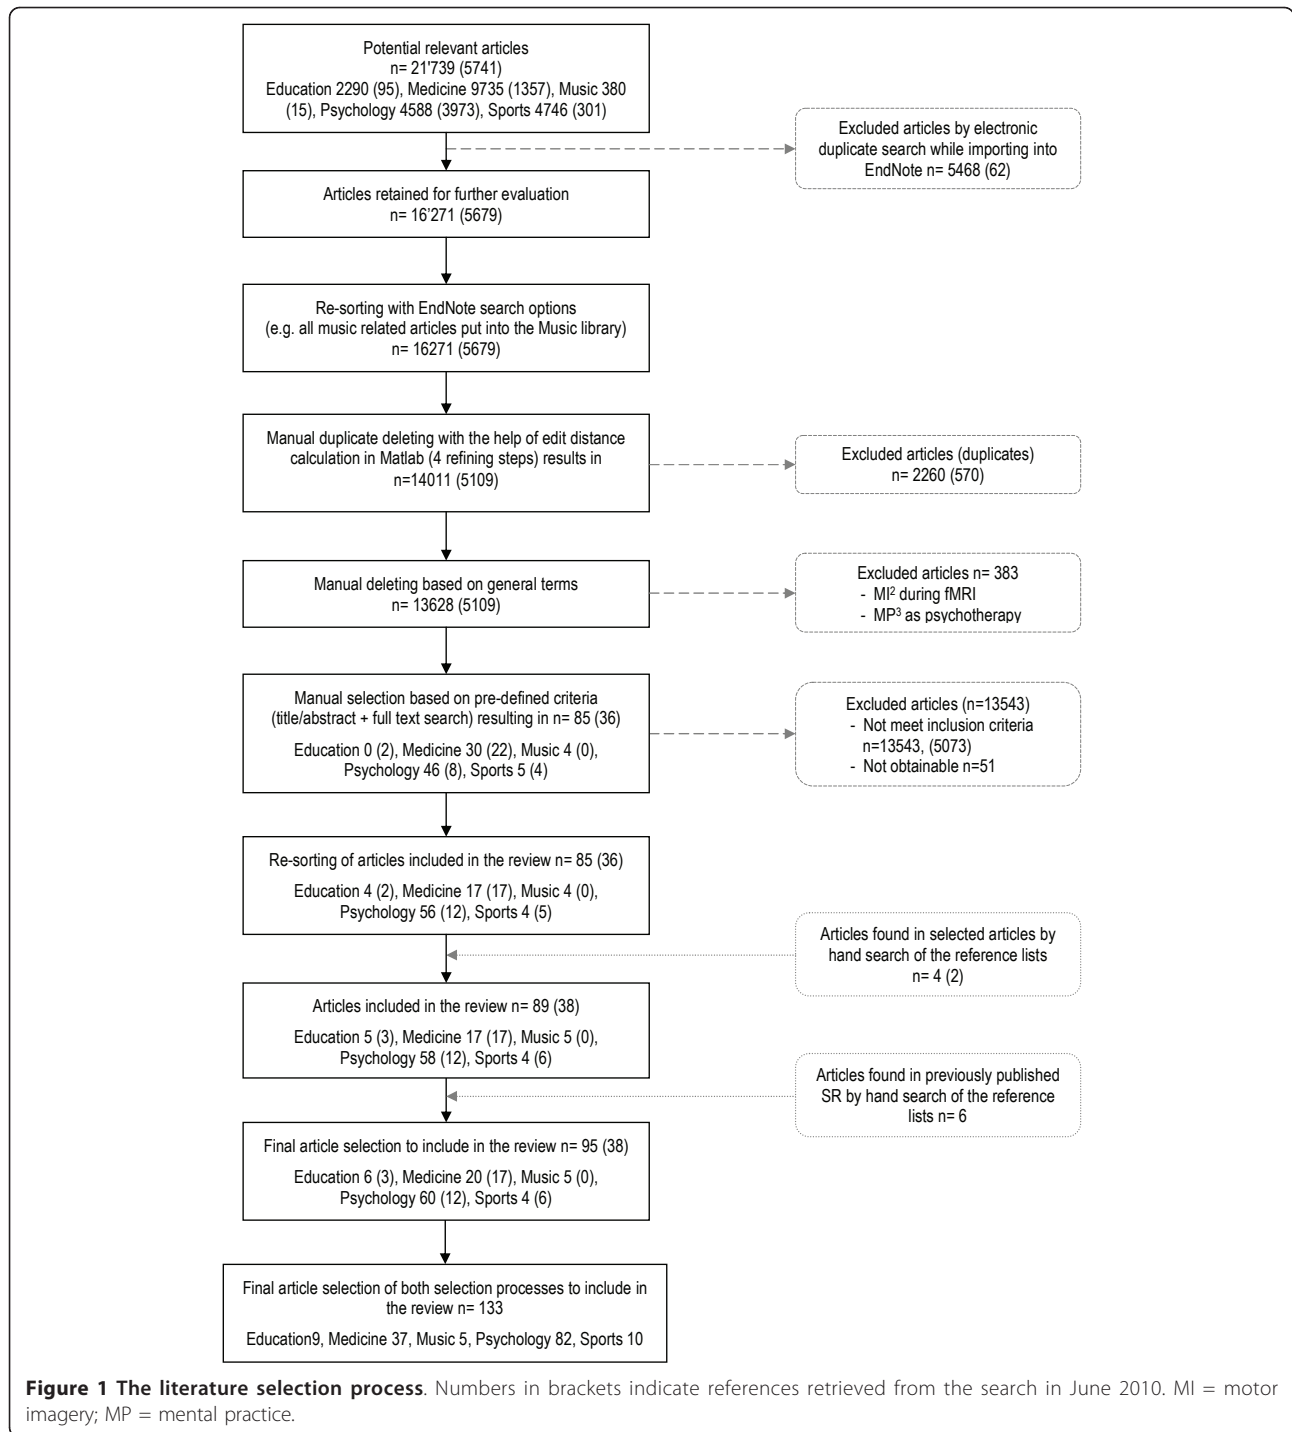 Potential relevant articles
n= 21'739 (5741)
Education 2290 (95), Medicine 9735 (1357), Music 380
(15), Psychology 4588 (3973), Sports 4746 (301)
Excluded articles by electronic
duplicate search while importing into
EndNote n= 5468 (62)
Articles retained for further evaluation
n= 16’271 (5679)
Re-sorting with EndNote search options
(e.g. all music related articles put into the Music library)
n= 16271 (5679)
Manual duplicate deleting with the help of edit distance
calculation in Matlab (4 refining steps) results in
n=14011 (5109)
Excluded articles (duplicates)
n= 2260 (570)
Manual deleting based on general terms
n= 13628 (5109)
Excluded articles n= 383
- MI² during fMRI
- MP³ as psychotherapy
Manual selection based on pre-defined criteria
(title/abstract + full text search) resulting in n= 85 (36)
Education 0 (2), Medicine 30 (22), Music 4 (0),
Psychology 46 (8), Sports 5 (4)
Excluded articles (n=13543)
- Not meet inclusion criteria
n=13543, (5073)
- Not obtainable n=51
Re-sorting of articles included in the review n= 85 (36)
Education 4 (2), Medicine 17 (17), Music 4 (0),
Psychology 56 (12), Sports 4 (5)
Articles found in selected articles by
hand search of the reference lists
n= 4 (2)
Articles included in the review n= 89 (38)
Education 5 (3), Medicine 17 (17), Music 5 (0),
Psychology 58 (12), Sports 4 (6)
Articles found in previously published
SR by hand search of the reference
lists n= 6
Final article selection to include in the review n= 95 (38)
Education 6 (3), Medicine 20 (17), Music 5 (0),
Psychology 60 (12), Sports 4 (6)
Final article selection of both selection processes to include in
the review n= 133
Education9, Medicine 37, Music 5, Psychology 82, Sports 10
Figure 1 The literature selection process. Numbers in brackets indicate references retrieved from the search in June 2010. MI = motor
imagery; MP = mental practice.